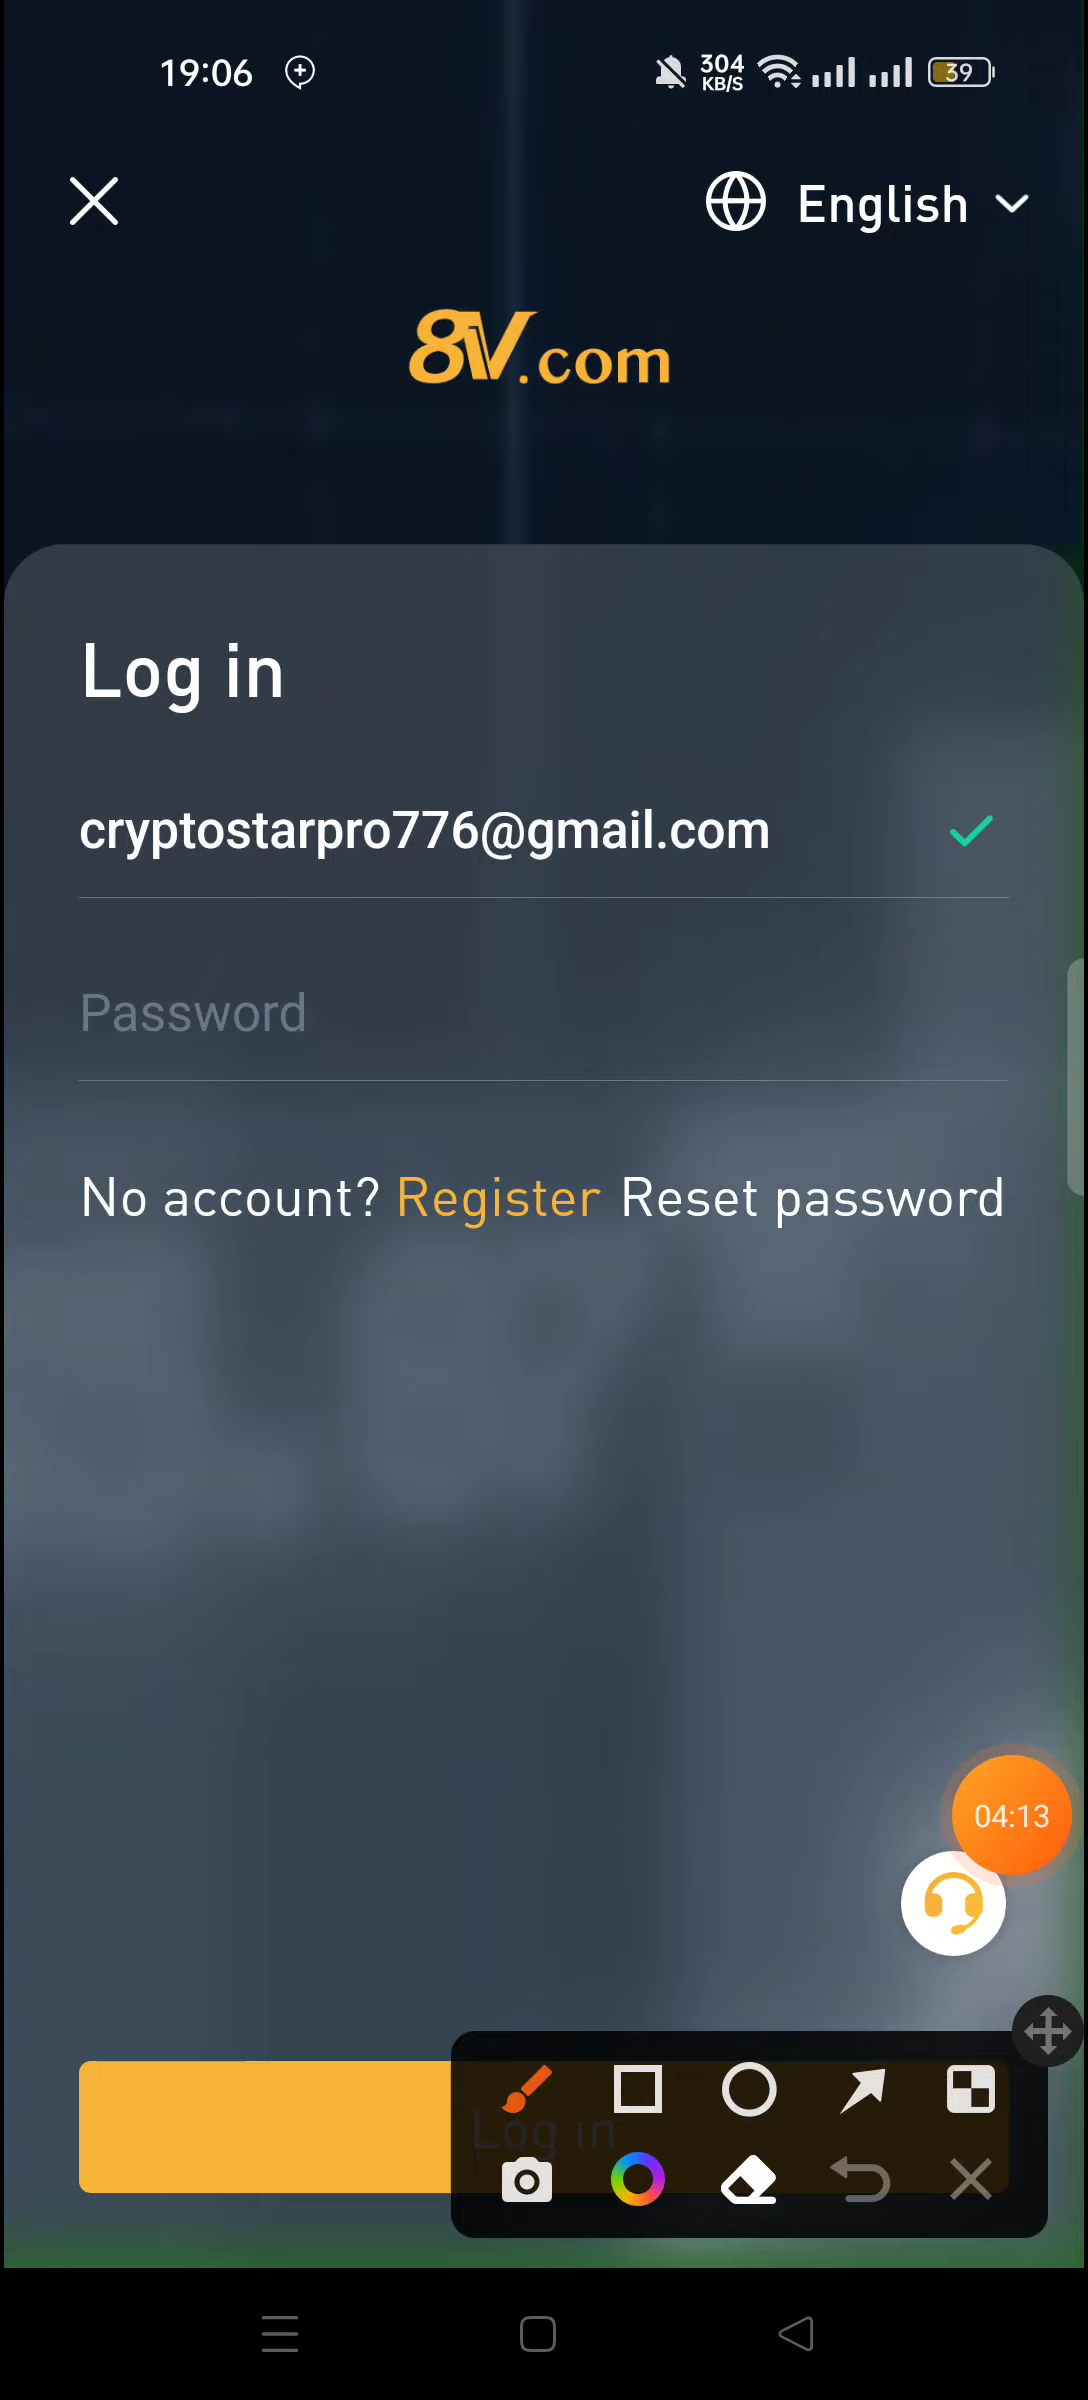 19:06
304
KB/S
39
English
8V.com
Log in
cryptostarpro776@gmail.com
Password
No account? Register Reset password
04:13
Log in